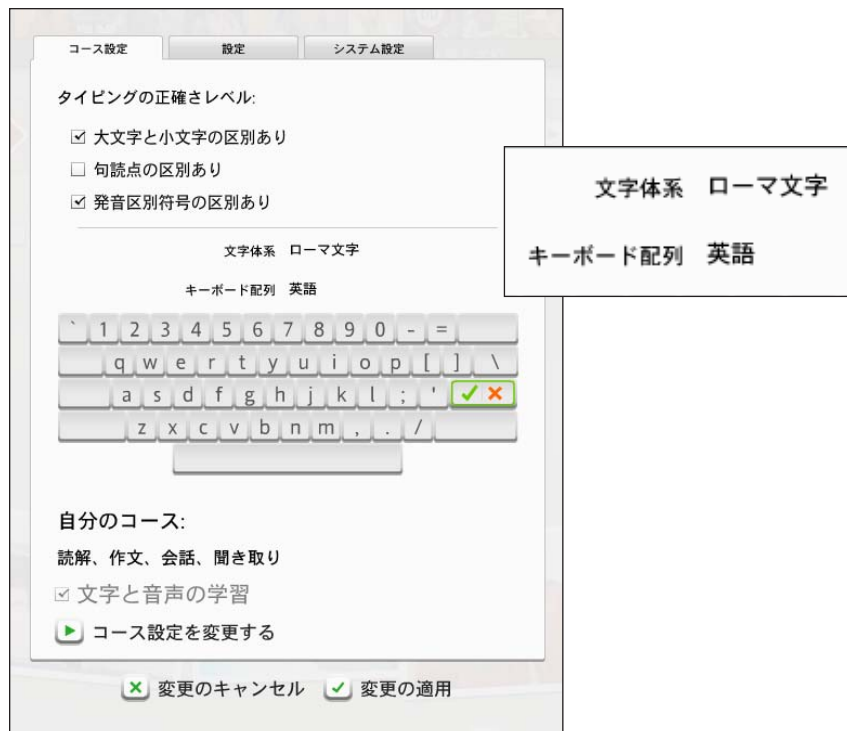 コース設定 設定 システム設定
タイピングの正確さレベル:
大文字と小文字の区別あり
句読点の区別あり
発音区別符号の区別あり
文字体系 ローマ文字
キーボード配列 英語
` 1 2 3 4 5 6 7 8 9 0 - =
q w e r t y u i o p [ ] \
a s d f g h j k l ; '
z x c v b n m , . /
自分のコース:
読解、作文、会話、聞き取り
文字と音声の学習
コース設定を変更する
変更のキャンセル 変更の適用
文字体系 ローマ文字
キーボード配列 英語